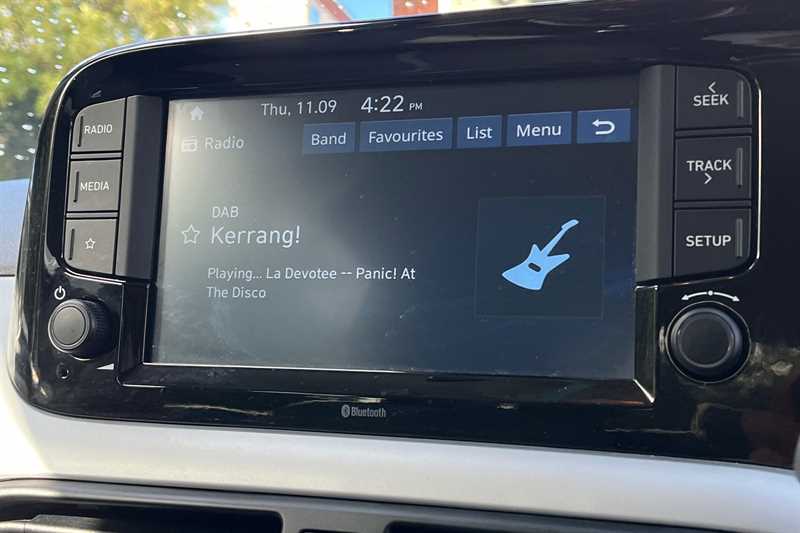 RADIO
MEDIA
Thu, 11.09 4:22 PM
Radio
Band Favourites List Menu
DAB
Kerrang!
Playing... La Devotee -- Panic! At
The Disco
SEEK
TRACK
SETUP
Bluetooth